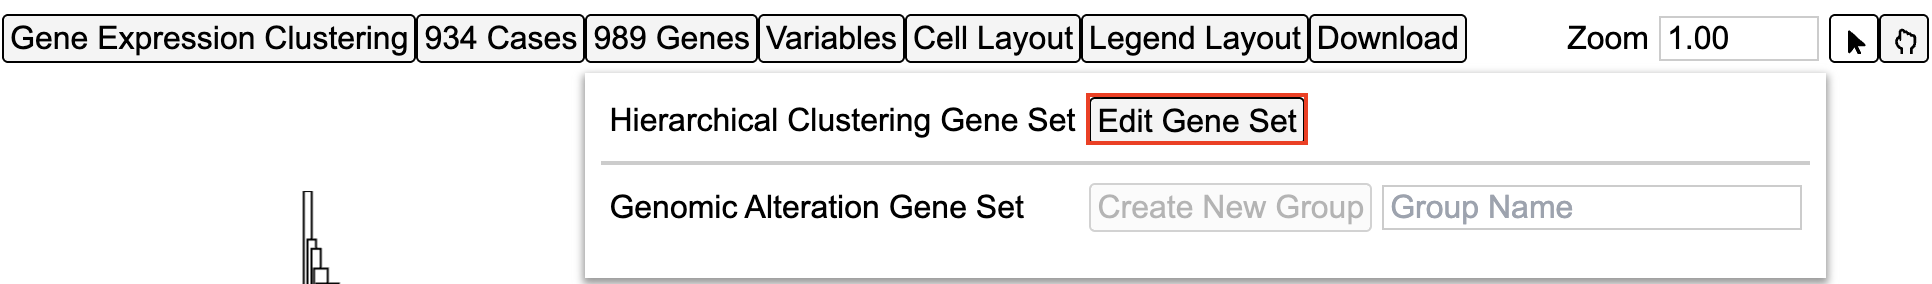 Gene Expression Clustering 934 Cases 989 Genes Variables Cell Layout Legend Layout Download Zoom 1.00
Hierarchical Clustering Gene Set Edit Gene Set
Genomic Alteration Gene Set Create New Group Group Name